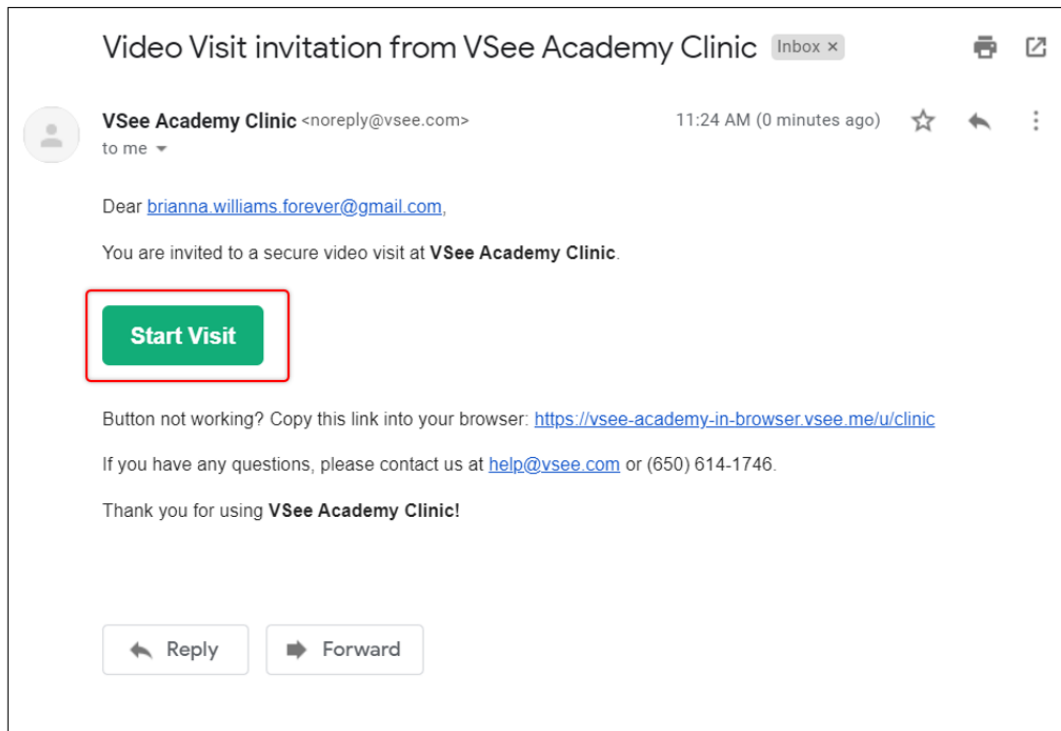 Video Visit invitation from VSee Academy Clinic Inbox ×
VSee Academy Clinic <noreply@vsee.com> 11:24 AM (0 minutes ago)
to me
Dear brianna.williams.forever@gmail.com,
You are invited to a secure video visit at VSee Academy Clinic.
Start Visit
Button not working? Copy this link into your browser: https://vsee-academy-in-browser.vsee.me/u/clinic
If you have any questions, please contact us at help@vsee.com or (650) 614-1746.
Thank you for using VSee Academy Clinic!
Reply Forward